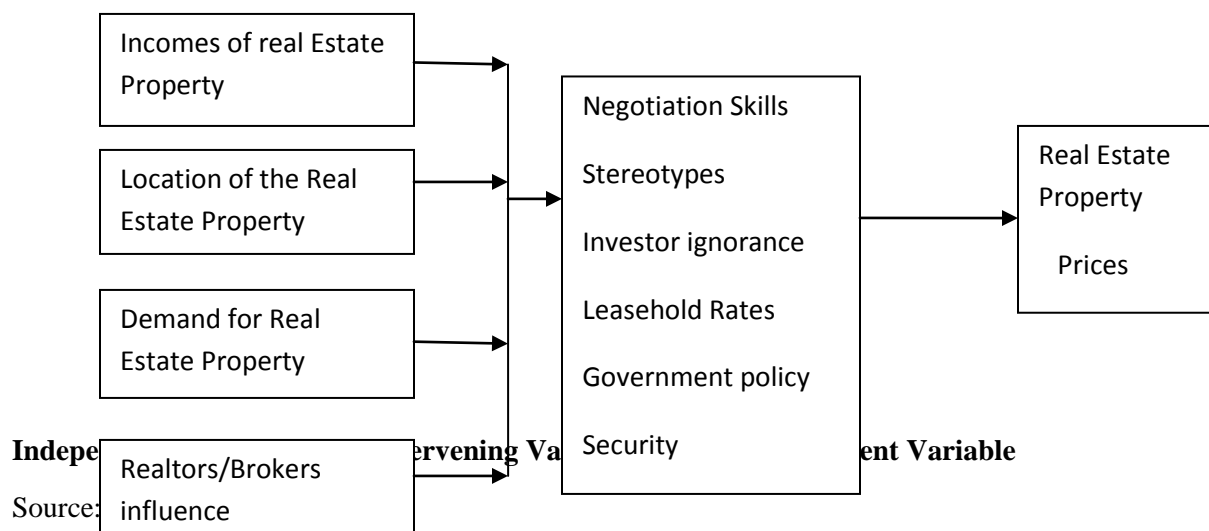 Incomes of real Estate
Property
Location of the Real
Estate Property
Demand for Real
Estate Property
Realtors/Brokers
influence
Negotiation Skills
Stereotypes
Investor ignorance
Leasehold Rates
Government policy
Security
Real Estate
Property
Prices
Indepe ervening Va ent Variable
Source: